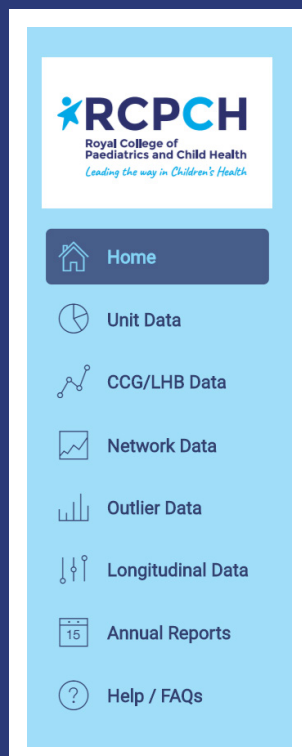 RCPCH
Royal College of
Paediatrics and Child Health
Leading the way in Children's Health
Home
Unit Data
CCG/LHB Data
Network Data
Outlier Data
Longitudinal Data
15
Annual Reports
?
Help / FAQs